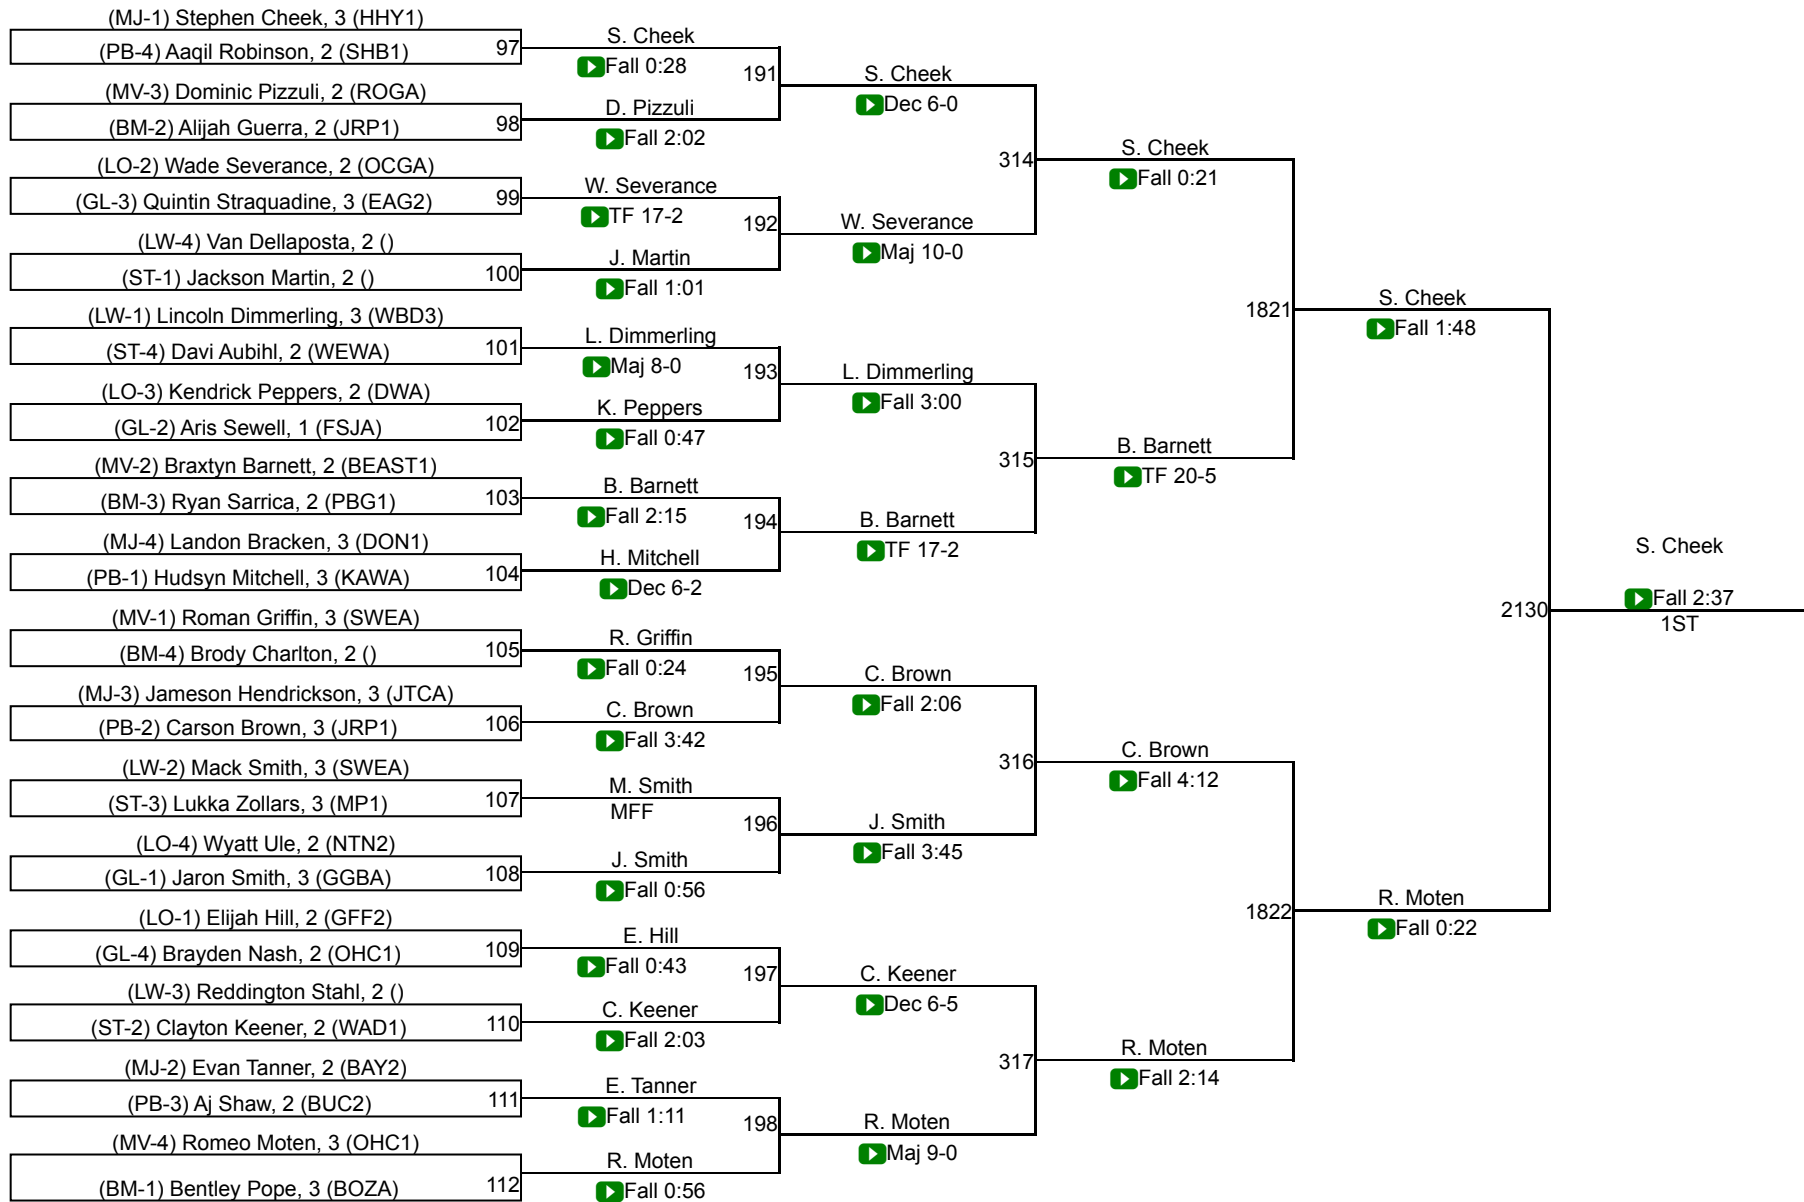 (MJ-1) Stephen Cheek, 3 (HHY1)
(PB-4) Aaqil Robinson, 2 (SHB1)
97
(MV-3) Dominic Pizzuli, 2 (ROGA)
(BM-2) Alijah Guerra, 2 (JRP1)
98
(LO-2) Wade Severance, 2 (OCGA)
(GL-3) Quintin Straquadine, 3 (EAG2)
99
(LW-4) Van Dellaposta, 2 ()
(ST-1) Jackson Martin, 2 ()
100
(LW-1) Lincoln Dimmerling, 3 (WBD3)
(ST-4) Davi Aubihl, 2 (WEWA)
101
(LO-3) Kendrick Peppers, 2 (DWA)
(GL-2) Aris Sewell, 1 (FSJA)
102
(MV-2) Braxtyn Barnett, 2 (BEAST1)
(BM-3) Ryan Sarrica, 2 (PBG1)
103
(MJ-4) Landon Bracken, 3 (DON1)
(PB-1) Hudsyn Mitchell, 3 (KAWA)
104
(MV-1) Roman Griffin, 3 (SWEA)
(BM-4) Brody Charlton, 2 ()
105
(MJ-3) Jameson Hendrickson, 3 (JTCA)
(PB-2) Carson Brown, 3 (JRP1)
106
(LW-2) Mack Smith, 3 (SWEA)
(ST-3) Lukka Zollars, 3 (MP1)
107
(LO-4) Wyatt Ule, 2 (NTN2)
(GL-1) Jaron Smith, 3 (GGBA)
108
(LO-1) Elijah Hill, 2 (GFF2)
(GL-4) Brayden Nash, 2 (OHC1)
109
(LW-3) Reddington Stahl, 2 ()
(ST-2) Clayton Keener, 2 (WAD1)
110
(MJ-2) Evan Tanner, 2 (BAY2)
(PB-3) Aj Shaw, 2 (BUC2)
111
(MV-4) Romeo Moten, 3 (OHC1)
(BM-1) Bentley Pope, 3 (BOZA)
112
S. Cheek
Fall 0:28
191
D. Pizzuli
Fall 2:02
W. Severance
TF 17-2
192
J. Martin
Fall 1:01
L. Dimmerling
Maj 8-0
193
K. Peppers
Fall 0:47
B. Barnett
Fall 2:15
194
H. Mitchell
Dec 6-2
R. Griffin
Fall 0:24
195
C. Brown
Fall 3:42
M. Smith
MFF
196
J. Smith
Fall 0:56
E. Hill
Fall 0:43
197
C. Keener
Fall 2:03
E. Tanner
Fall 1:11
198
R. Moten
Fall 0:56
S. Cheek
Dec 6-0
314
W. Severance
Maj 10-0
L. Dimmerling
Fall 3:00
315
B. Barnett
TF 17-2
C. Brown
Fall 2:06
316
J. Smith
Fall 3:45
C. Keener
Dec 6-5
317
R. Moten
Maj 9-0
S. Cheek
Fall 0:21
1821
B. Barnett
TF 20-5
C. Brown
Fall 4:12
1822
R. Moten
Fall 2:14
S. Cheek
Fall 1:48
2130
R. Moten
Fall 0:22
S. Cheek
Fall 2:37
1ST